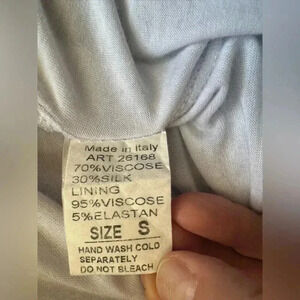 Made in Italy
ART 26168
70%VISCOSE
30%SILK
LINING
95%VISCOSE
5%ELASTAN
SIZE S
HAND WASH COLD
SEPARATELY
DO NOT BLEACH